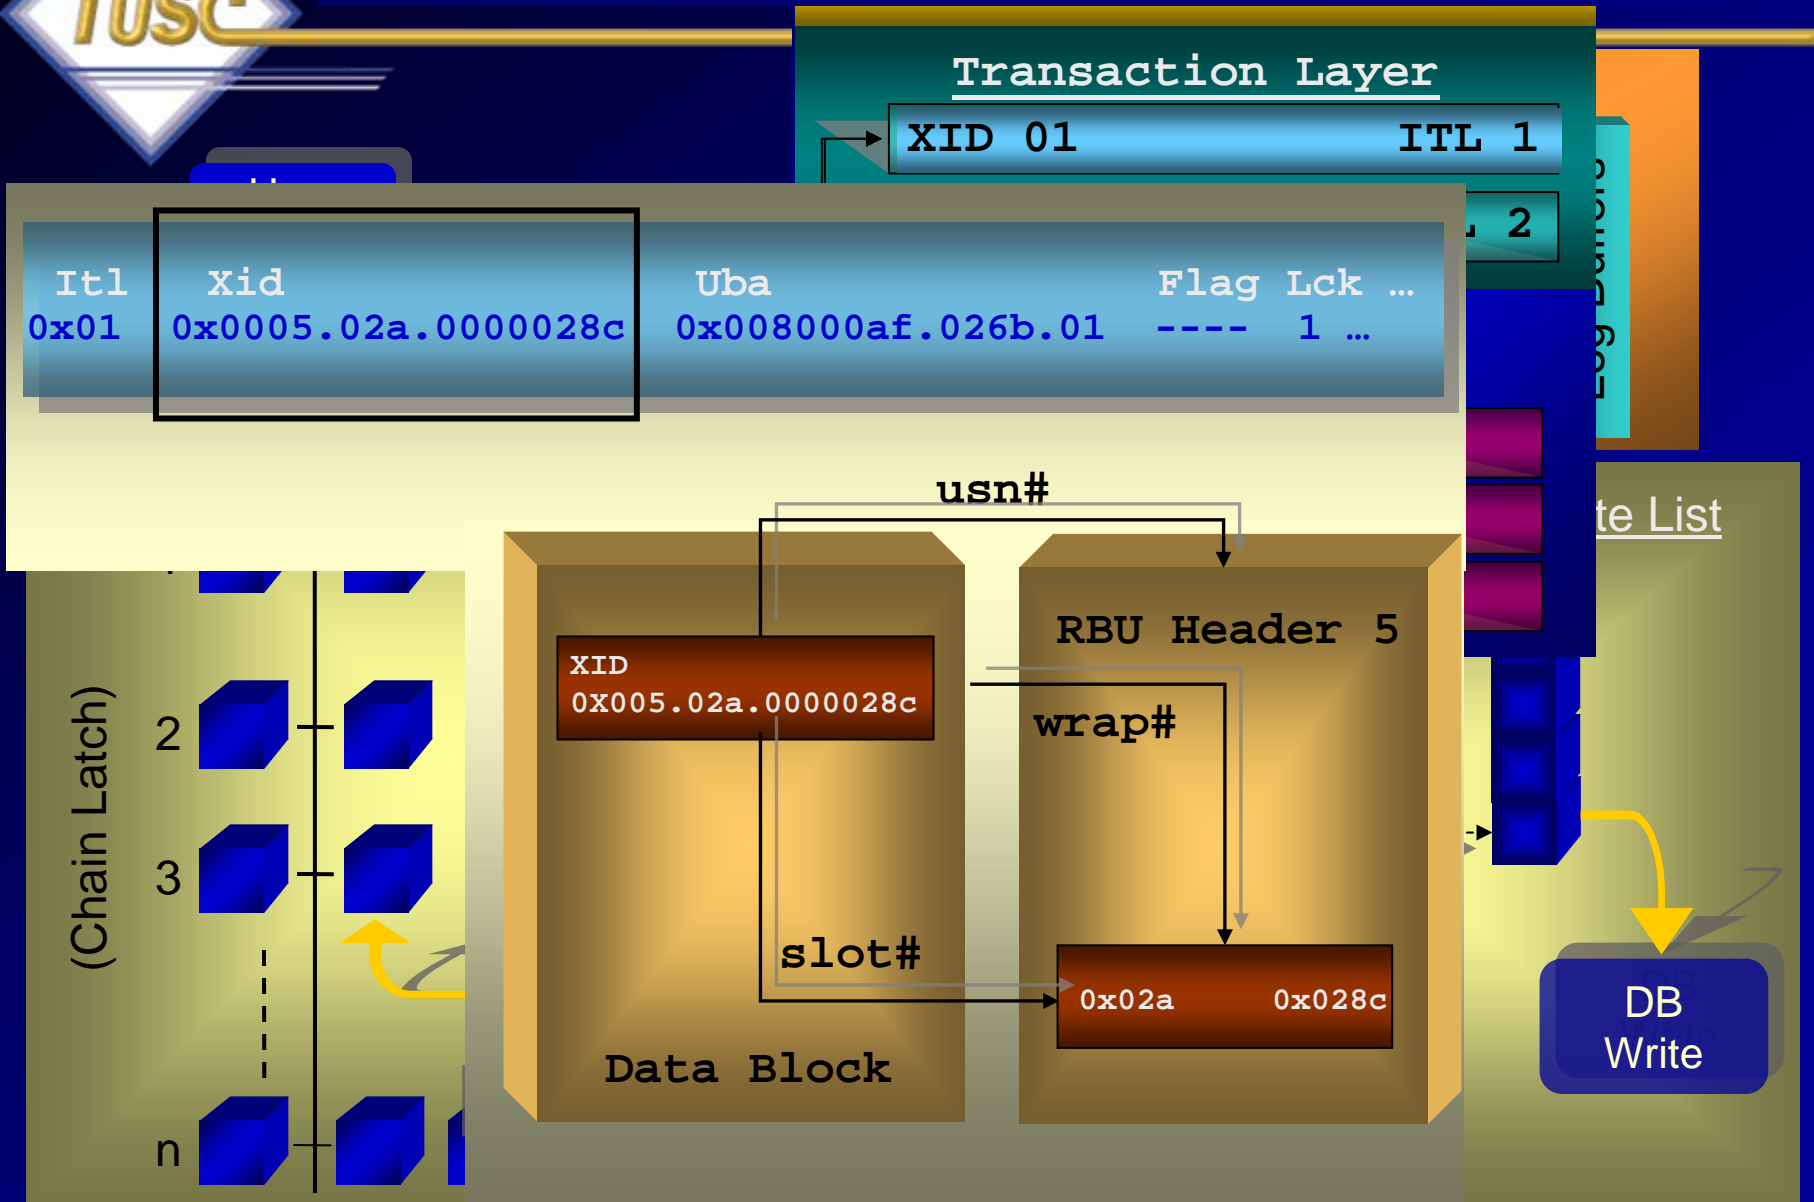 TUSC
Transaction Layer
XID 01 ITL 1
2
Itl Xid Uba Flag Lck …
0x01 0x0005.02a.0000028c 0x008000af.026b.01 ---- 1 …
usn#
te List
RBU Header 5
XID
0X005.02a.0000028c
wrap#
(Chain Latch)
2
3
slot#
0x02a 0x028c
DB
Write
Data Block
n